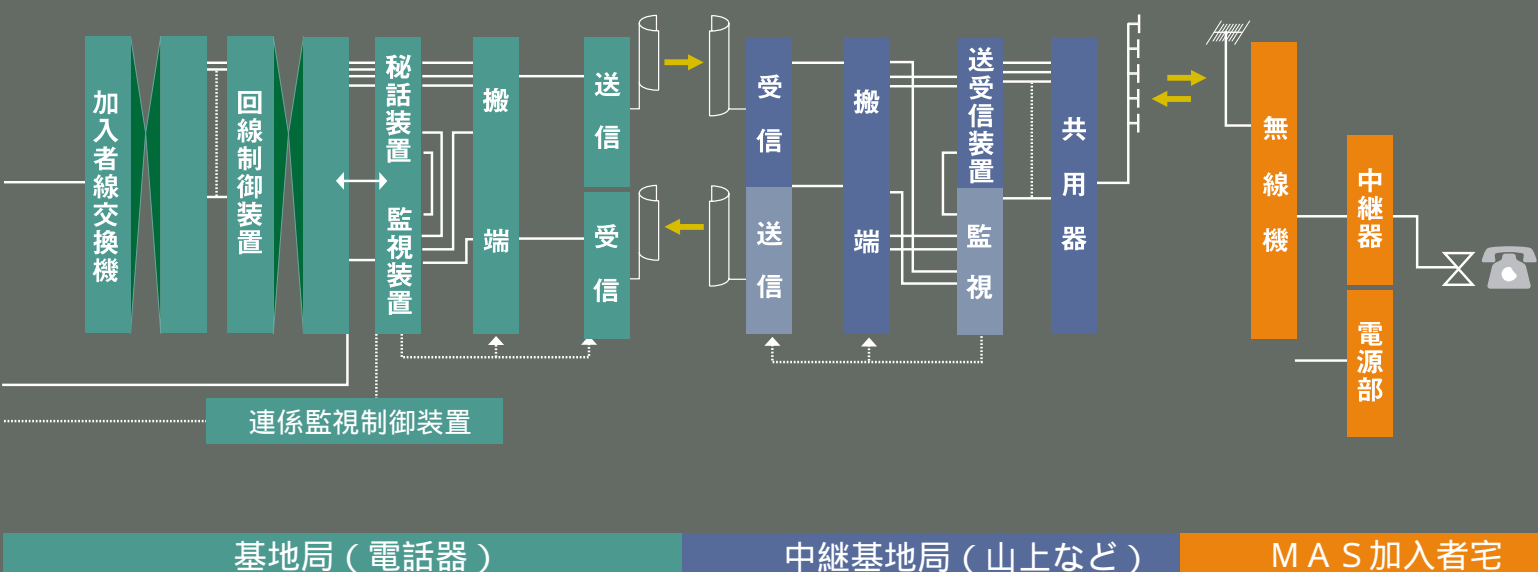 加入者線交換機
回線制御装置
秘話装置
監視装置
搬端
送信
受信
受信
送信
搬端
送受信装置
監視
共用器
無線機
中継器
電源部
連係監視制御装置
基地局（電話器）
中継基地局（山上など）
ＭＡＳ加入者宅